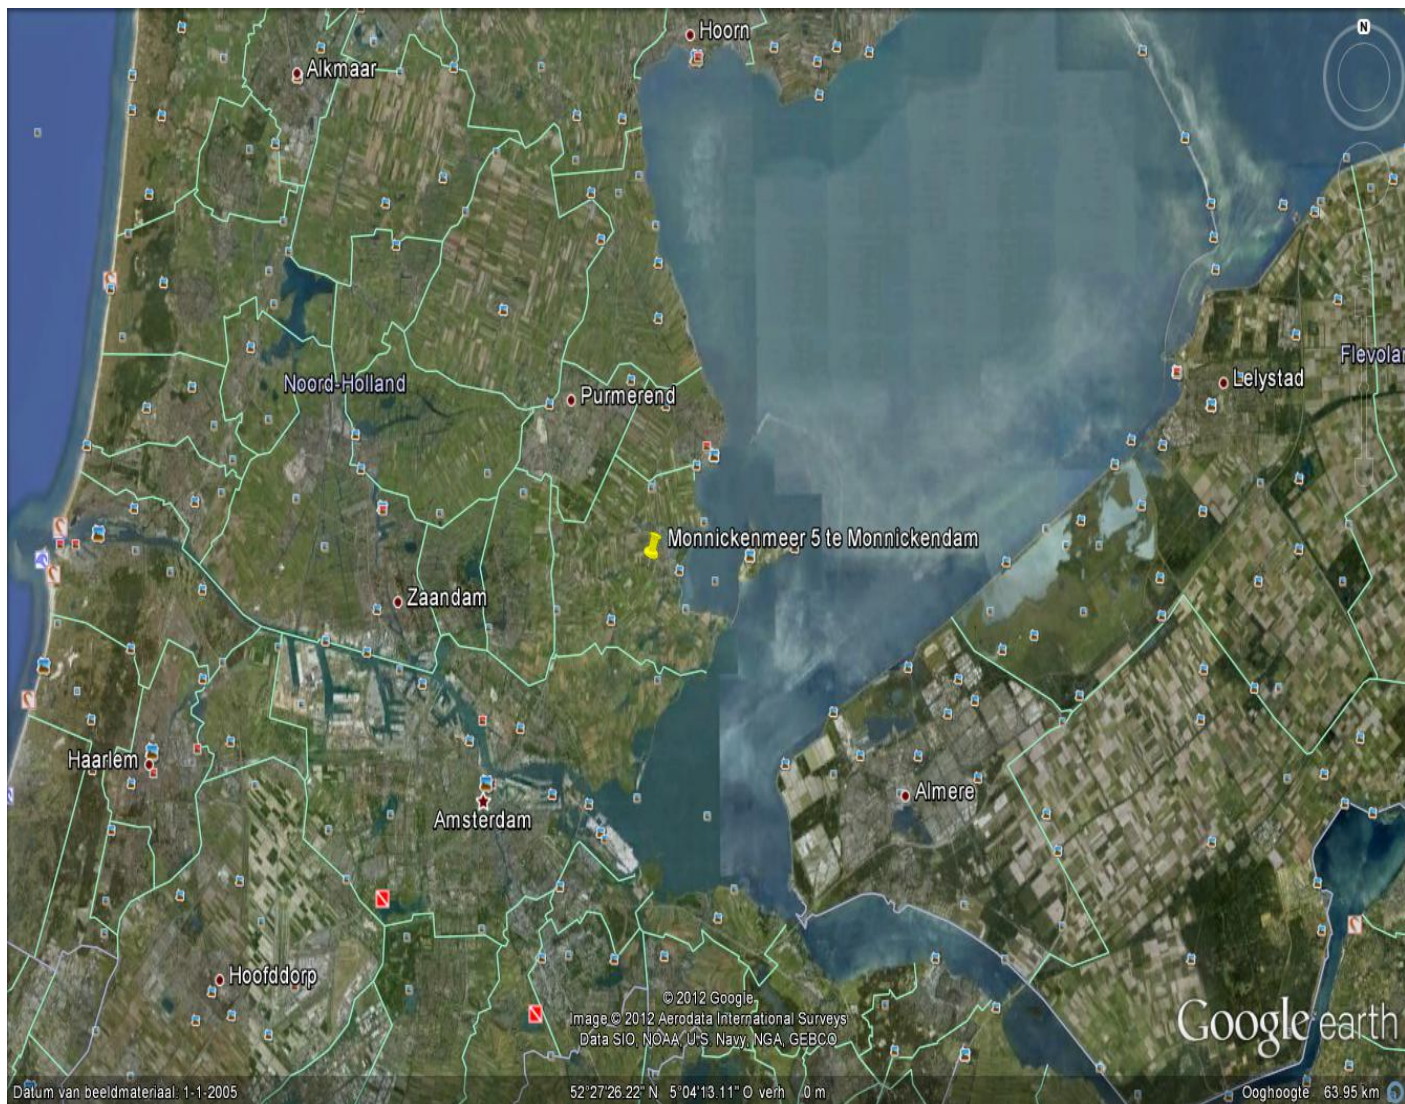 N
Hoorn
Alkmaar
Noord-Holland
Purmerend
Lelystad
Monnickenmeer 5 te Monnickendam
Zaandam
Haarlem
Amsterdam
Almere
Hoofddorp
© 2012 Google
Image © 2012 Aerodata International Surveys
Data SIO, NOAA, U.S. Navy, NGA, GEBCO
Google earth
Datum van beeldmateriaal: 1-1-2005
52°27'26.22" N 5°04'13.11" O verh 0 m
Ooghoogte 63.95 km